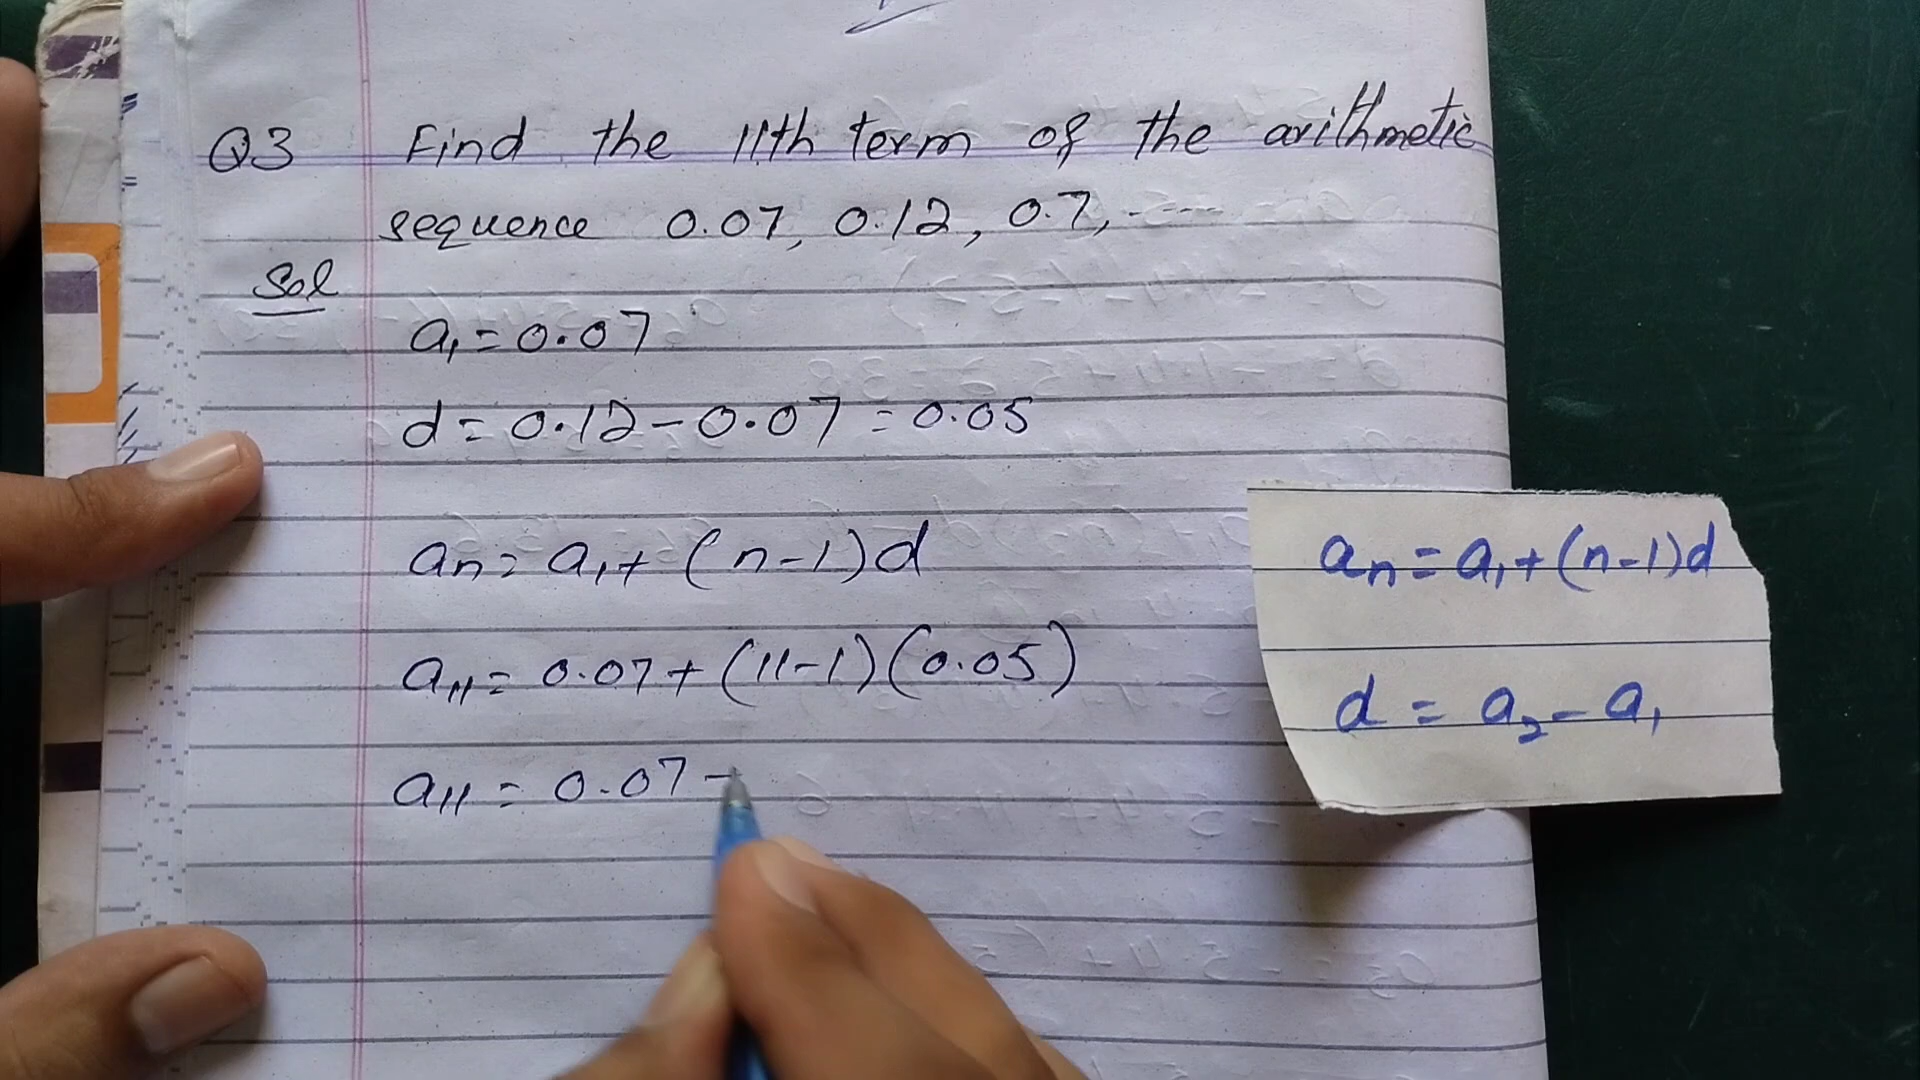 Q3 Find the 11th term of the arithmetic
sequence 0.07, 0.12, 0.7, ----
Sol
a₁ = 0.07
d = 0.12 - 0.07 = 0.05
an = a₁ + (n-1)d
a₁₁ = 0.07 + (11-1)(0.05)
a₁₁ = 0.07 -
an = a₁ + (n-1)d
d = a₂ - a₁